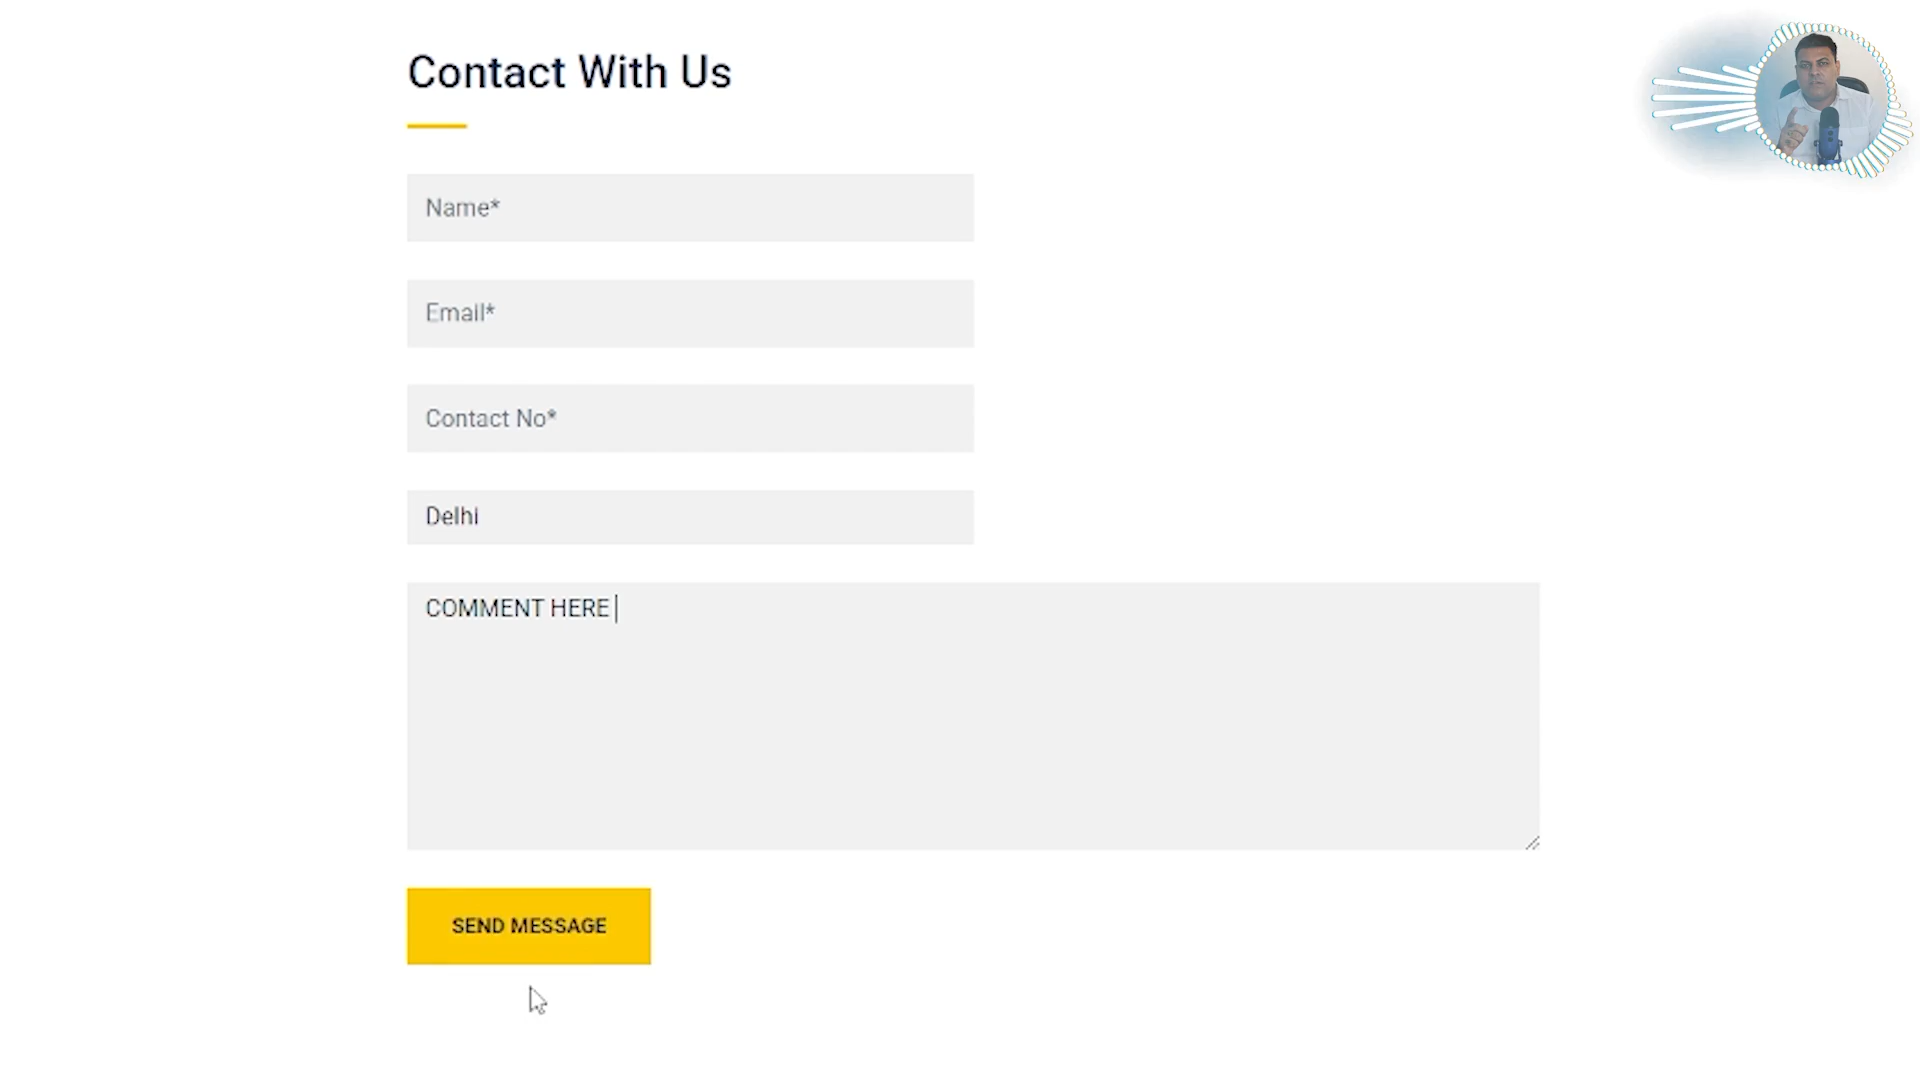 Contact With Us
Name*
Email*
Contact No*
Delhi
COMMENT HERE
SEND MESSAGE